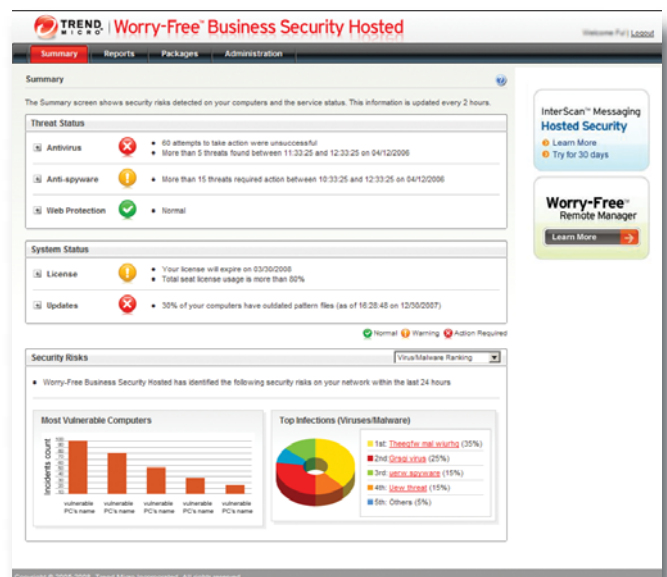 TREND MICRO Worry-Free™ Business Security Hosted
Logout
Summary Reports Packages Administration
Summary
The Summary screen shows security risks detected on your computers and the service status. This information is updated every 2 hours.
Threat Status
Antivirus
60 attempts to take action were unsuccessful
More than 5 threats found between 11:33:25 and 12:33:25 on 04/12/2006
Anti-spyware
More than 15 threats required action between 10:33:25 and 12:33:25 on 04/12/2006
Web Protection
Normal
System Status
License
Your license will expire on 03/30/2008
Total seat license usage is more than 80%
Updates
30% of your computers have outdated pattern files (as of 16:28:48 on 12/30/2007)
Normal Warning Action Required
Security Risks
Virus/Malware Ranking
Worry-Free Business Security Hosted has identified the following security risks on your network within the last 24 hours
Most Vulnerable Computers
Incidents count
vulnerable PC's name
vulnerable PC's name
vulnerable PC's name
vulnerable PC's name
vulnerable PC's name
Top Infections (Viruses/Malware)
1st: Theeqfw mal wiurhq (35%)
2nd: virus (25%)
3rd: uerw spyware (15%)
4th: Uew threat (15%)
5th: Others (5%)
InterScan™ Messaging
Hosted Security
Learn More
Try for 30 days
Worry-Free™
Remote Manager
Learn More